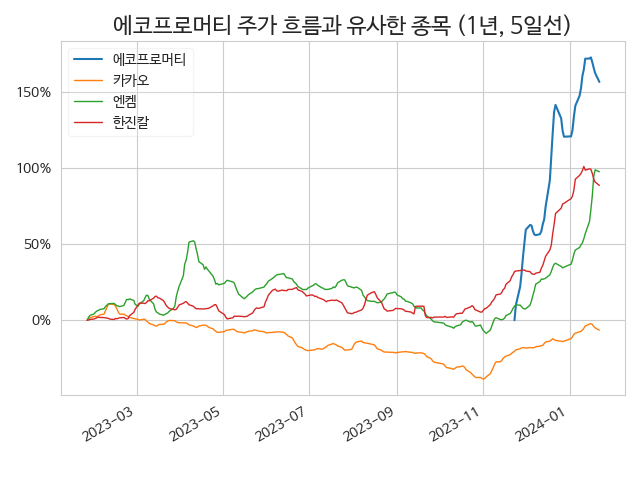 에코프로머티 주가 흐름과 유사한 종목 (1년, 5일선)
에코프로머티
카카오
엔켐
한진칼
150%
100%
50%
0%
2023-03
2023-05
2023-07
2023-09
2023-11
2024-01